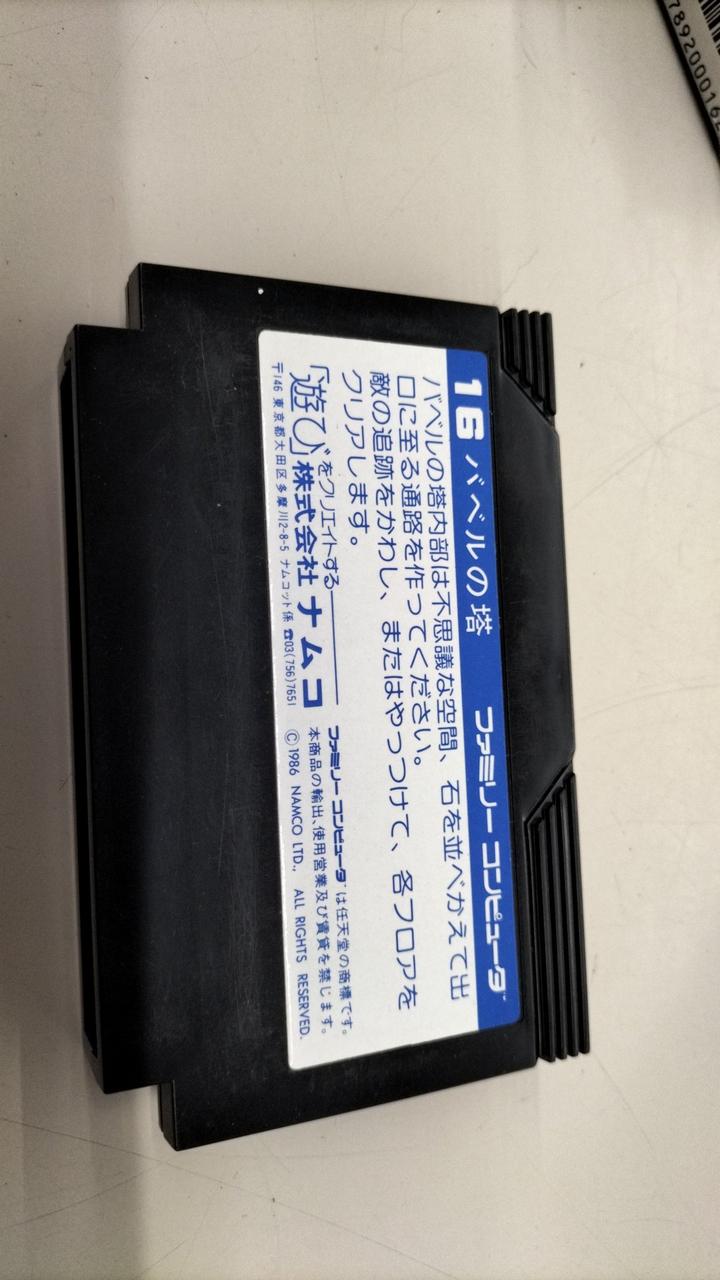 16 バベルの塔 ファミリー コンピュータ™
バベルの塔内部は不思議な空間、石を並べかえて出
口に至る通路を作ってください。
敵の追跡をかわし、またはやっつけて、各フロアを
クリアします。
「遊び」をクリエイトする
株式会社 ナムコ
〒146 東京都大田区多摩川2-8-5 ナムコット係 ☎03(756)7651
ファミリー コンピュータ™は任天堂の商標です。
本商品の輸出、使用営業及び賃貸を禁じます。
©1986 NAMCO LTD., ALL RIGHTS RESERVED.